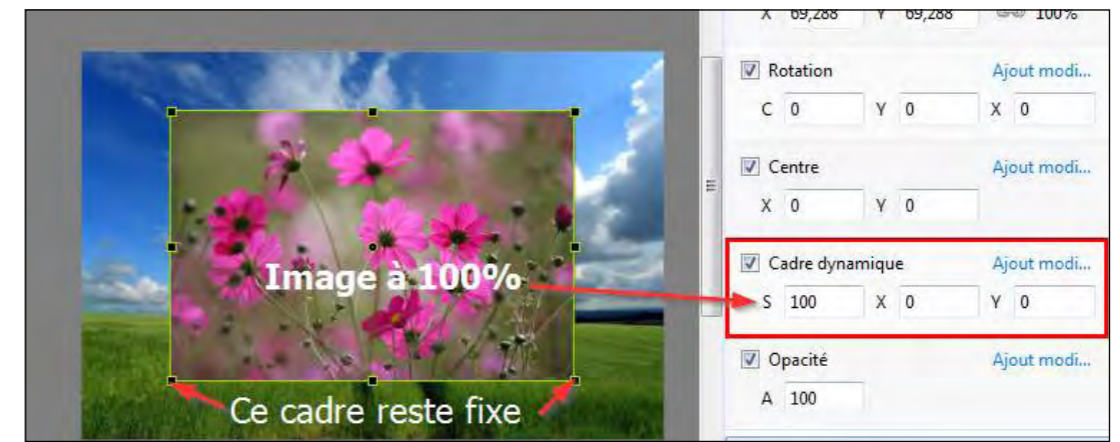 X 69,288 Y 69,288 100%
Rotation Ajout modi...
C 0 Y 0 X 0
Centre Ajout modi...
X 0 Y 0
Cadre dynamique Ajout modi...
S 100 X 0 Y 0
Opacité Ajout modi...
A 100
Image à 100%
Ce cadre reste fixe